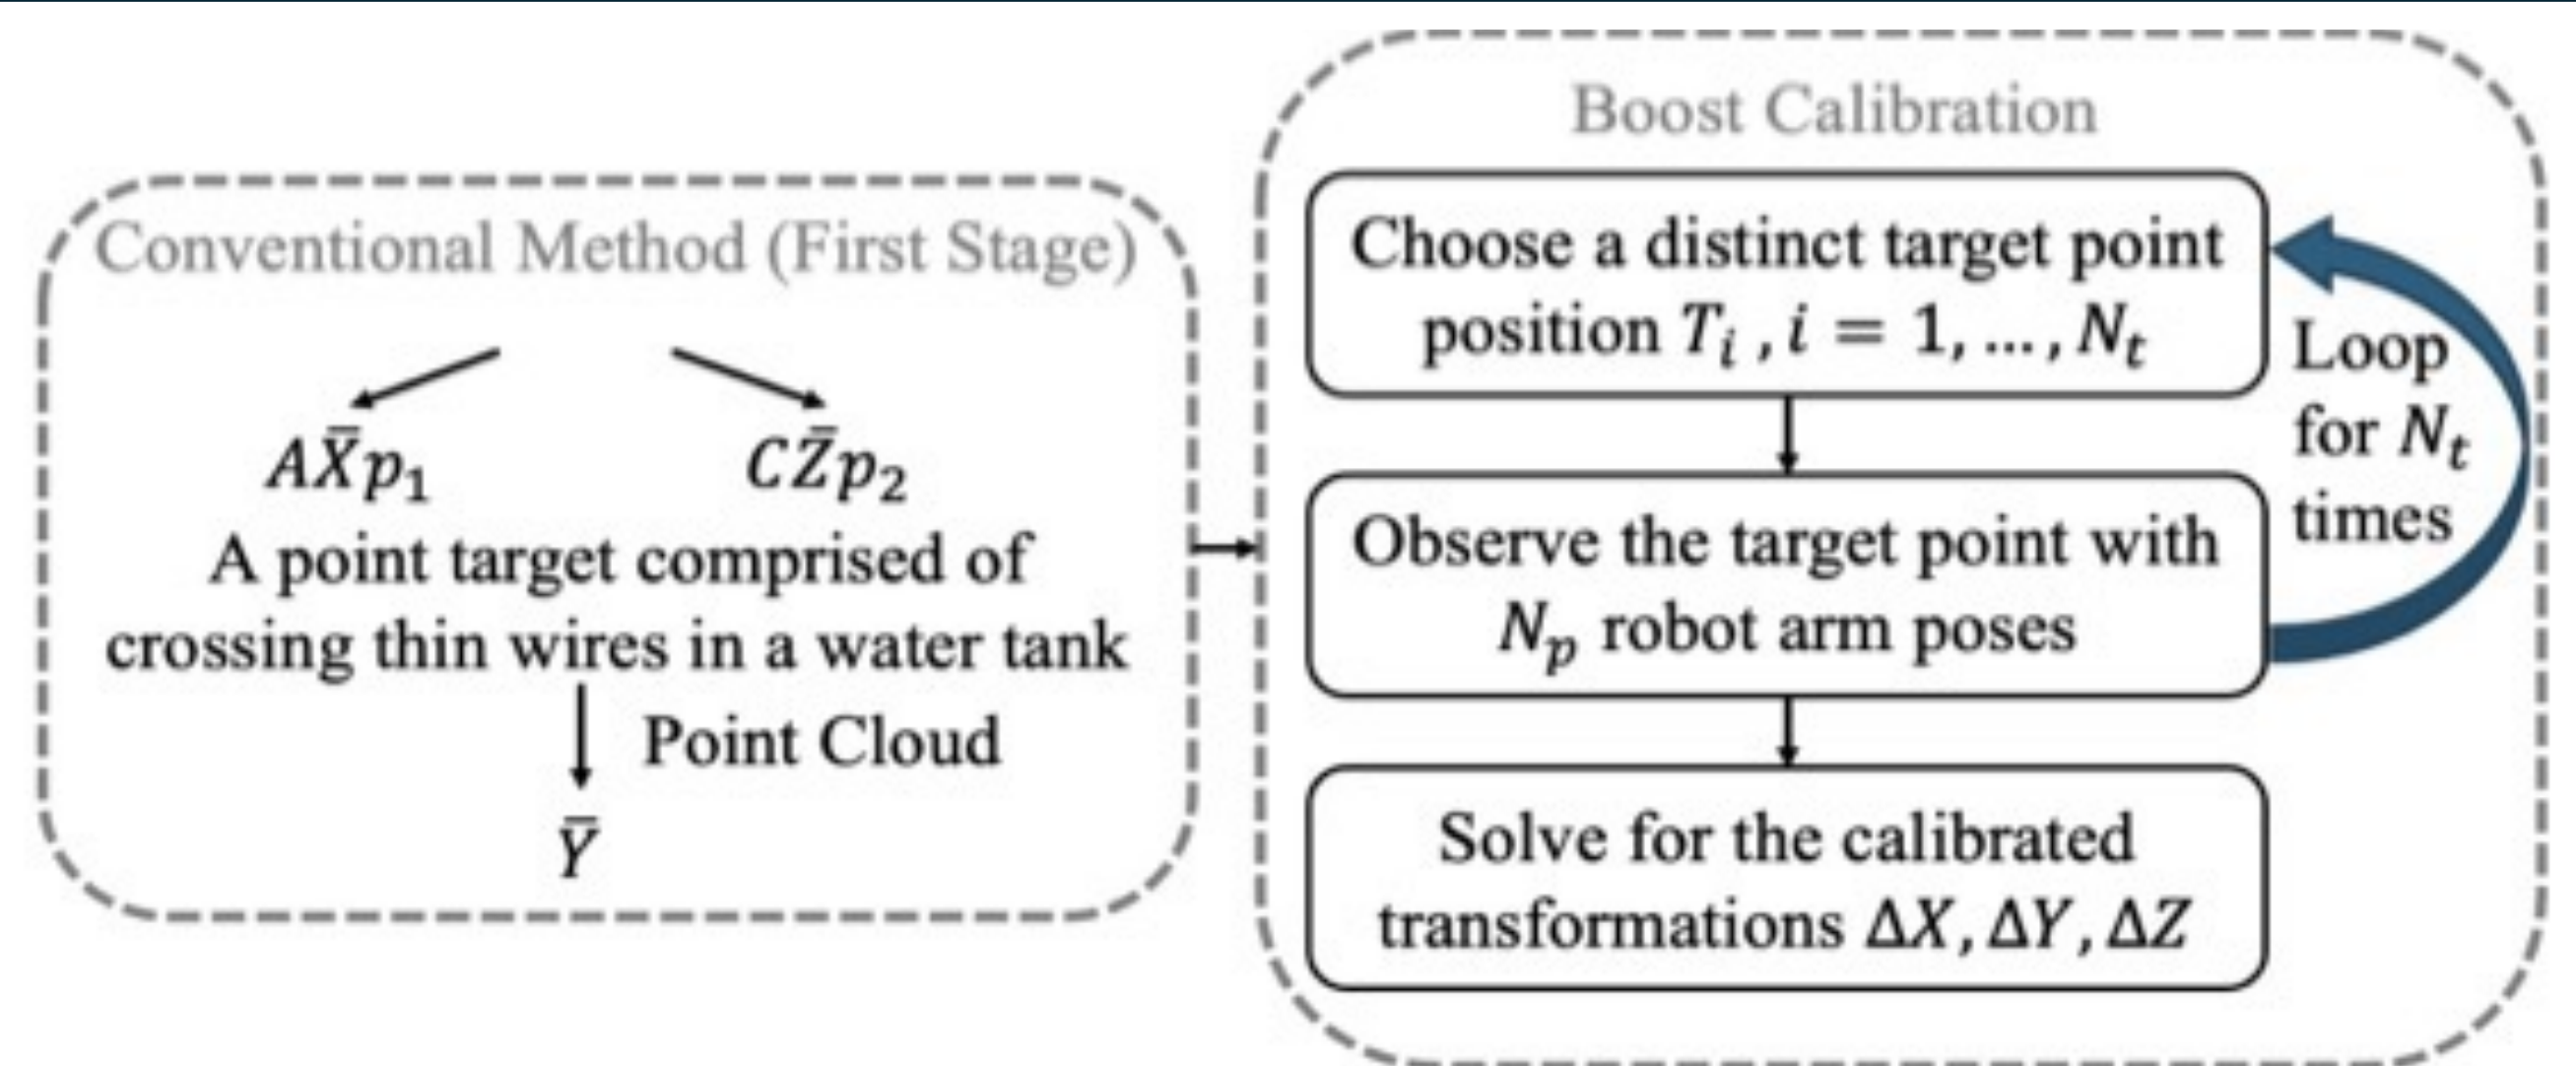 Conventional Method (First Stage)
AX̄p₁
CZ̄p₂
A point target comprised of
crossing thin wires in a water tank
Point Cloud
Ȳ
Boost Calibration
Choose a distinct target point
position Tᵢ , i = 1, … , Nₜ
Observe the target point with
Nₚ robot arm poses
Loop
for Nₜ
times
Solve for the calibrated
transformations ΔX, ΔY, ΔZ